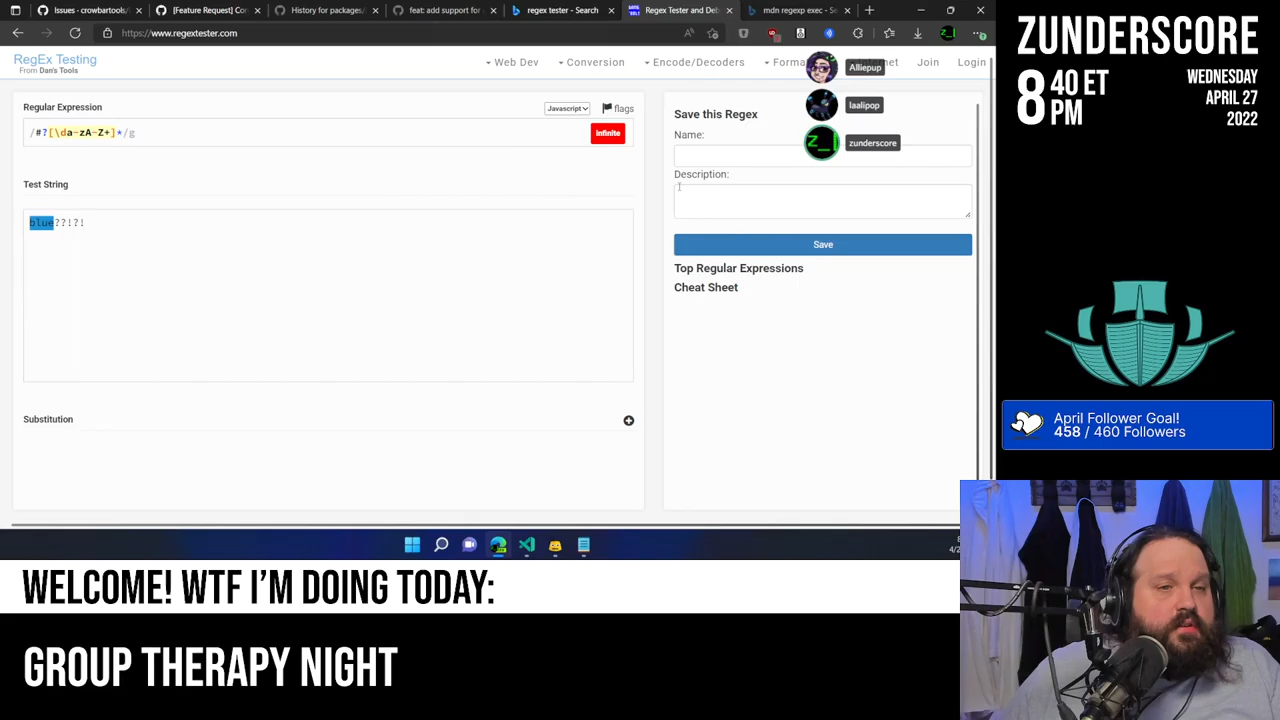 Issues · crowbartools/
[Feature Request] Con
History for packages/
feat: add support for
regex tester - Search
Regex Tester and Deb
mdn regexp exec - Se
https://www.regextester.com
RegEx Testing
From Dan's Tools
Web Dev
Conversion
Encode/Decoders
Join
Login
Alliepup
laalipop
zunderscore
Regular Expression
Javascript
flags
/#?[\da-zA-Z+]*/g
infinite
Test String
blue??!?!
Substitution
Save this Regex
Name:
Description:
Save
Top Regular Expressions
Cheat Sheet
ZUNDERSCORE
8 40 ET
PM
WEDNESDAY
APRIL 27
2022
April Follower Goal!
458 / 460 Followers
WELCOME! WTF I'M DOING TODAY:
GROUP THERAPY NIGHT